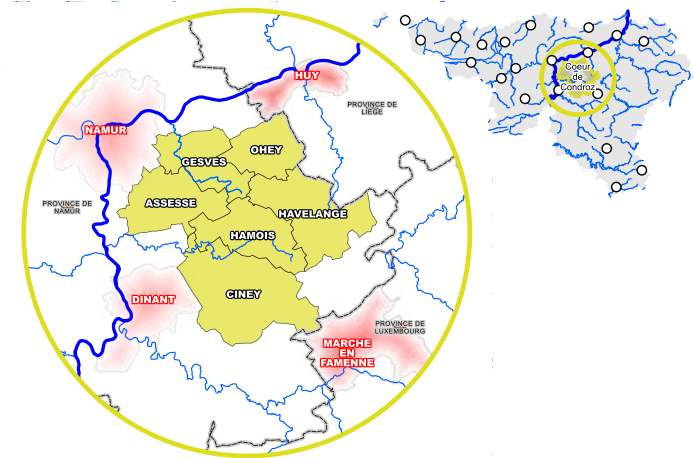 HUY
PROVINCE DE
LIEGE
NAMUR
OHEY
GESVES
PROVINCE DE
NAMUR
ASSESSE
HAVELANGE
HAMOIS
DINANT
CINEY
PROVINCE DE
LUXEMBOURG
MARCHE
EN
FAMENNE
Coeur
de
Condroz